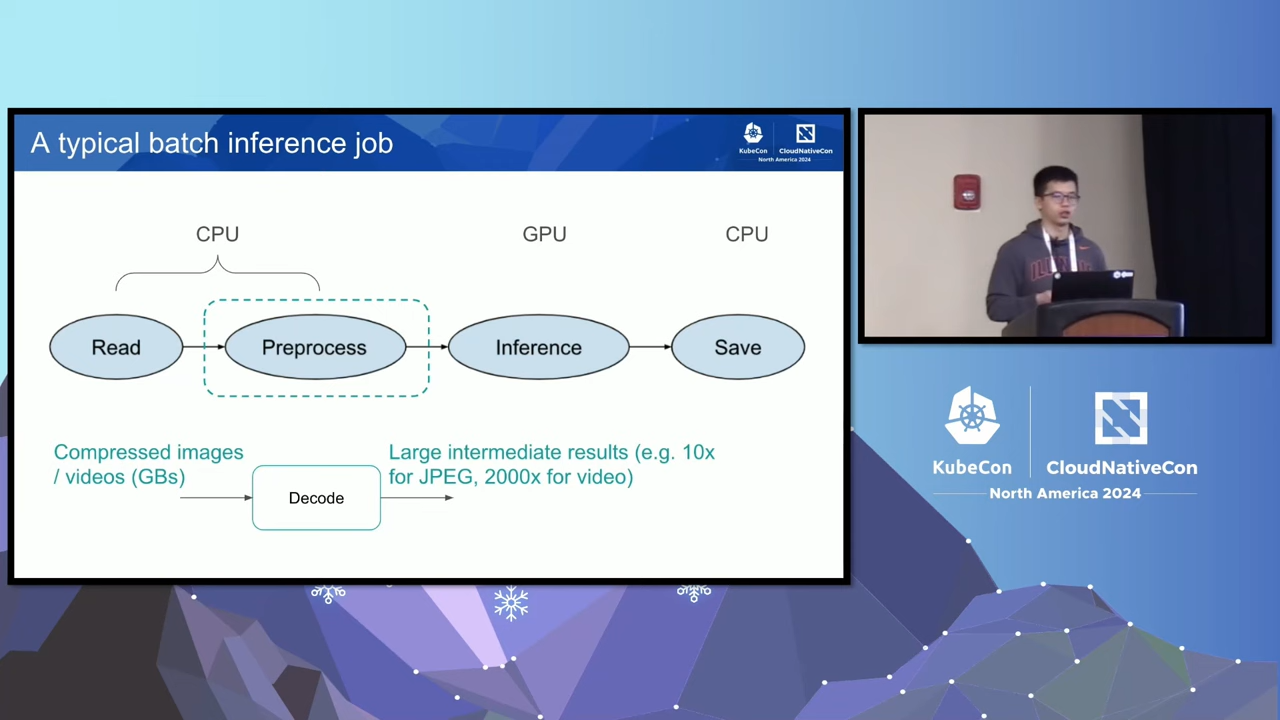 A typical batch inference job
KubeCon
CloudNativeCon
North America 2024
CPU
GPU
CPU
Read
Preprocess
Inference
Save
Compressed images
/ videos (GBs)
Decode
Large intermediate results (e.g. 10x
for JPEG, 2000x for video)
ILLINOIS
KubeCon
CloudNativeCon
North America 2024